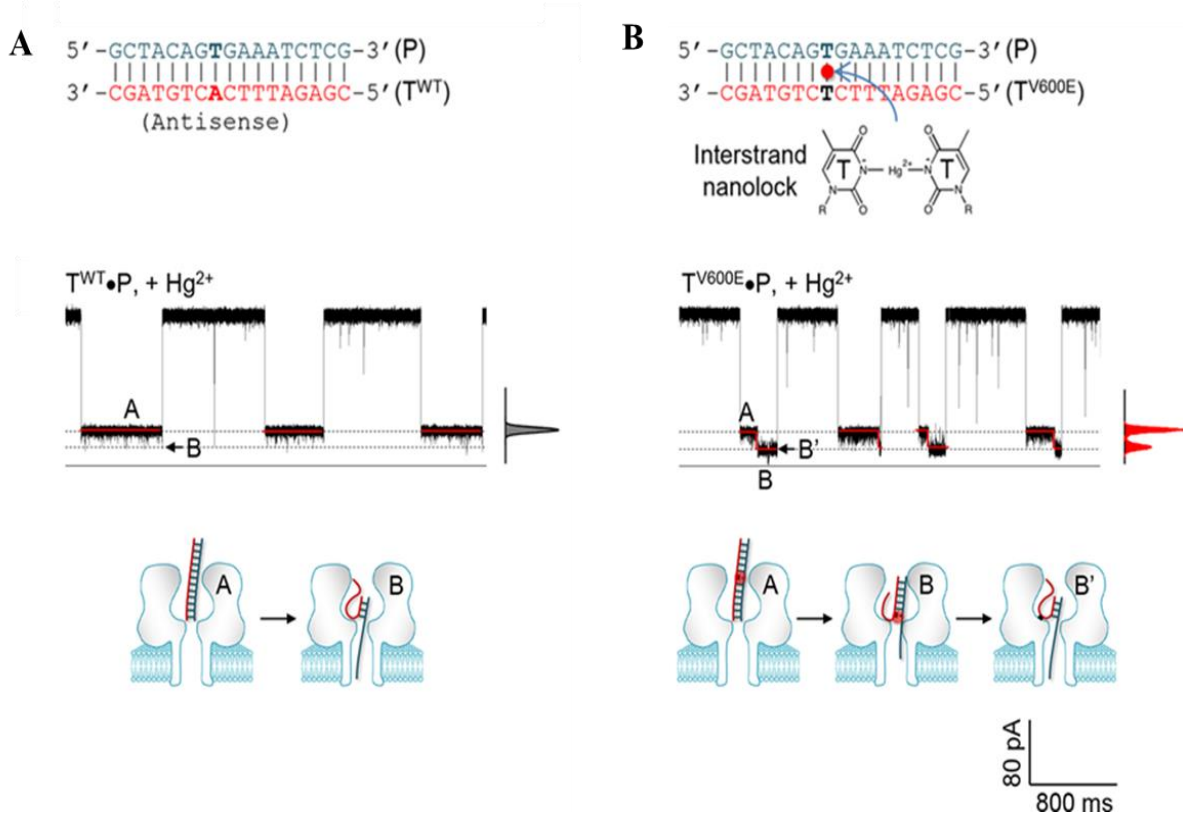 A
5′-GCTACAGTGAAATCTCG-3′(P)
3′-CGATGTCACTTTAGAGC-5′(TWT)
(Antisense)
B
5′-GCTACAGTGAAATCTCG-3′(P)
3′-CGATGTCTCTTTAGAGC-5′(TV600E)
Interstrand
nanolock
O
O
T
N-
Hg2+
-N
T
N
O
O
N
R
R
TWT●P, + Hg2+
A
B
TV600E●P, + Hg2+
A
B′
B
A
B
A
B
B′
80 pA
800 ms